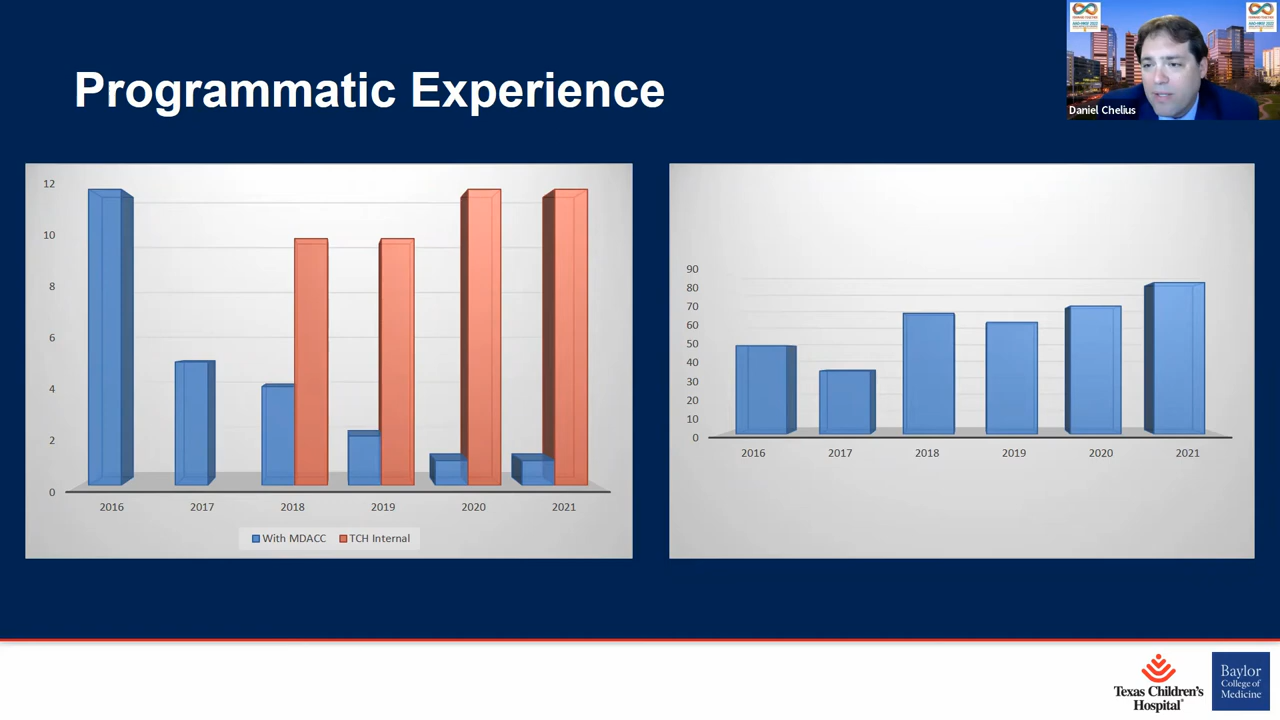 Programmatic Experience
Daniel Chelius
12
10
8
6
4
2
0
2016 2017 2018 2019 2020 2021
With MDACC TCH Internal
90
80
70
60
50
40
30
20
10
0
2016 2017 2018 2019 2020 2021
Texas Children's
Hospital
Baylor
College of
Medicine